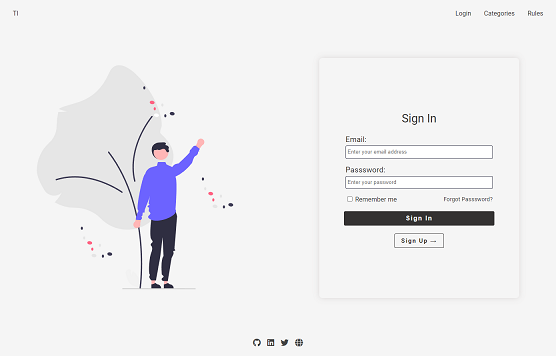 TI
Login Categories Rules
Sign In
Email:
Enter your email address
Passsword:
Enter your password
Remember me Forgot Passsword?
Sign In
Sign Up →